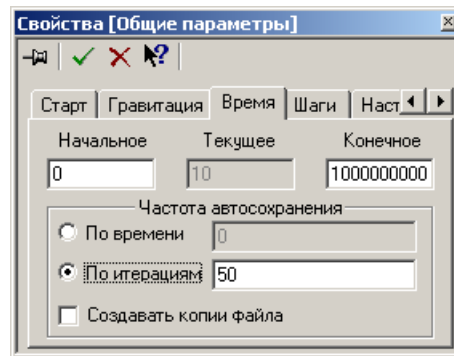 Свойства [Общие параметры]
Старт Гравитация Время Шаги Наст
Начальное Текущее Конечное
0 10 1000000000
Частота автосохранения
По времени 0
По итерациям 50
Создавать копии файла